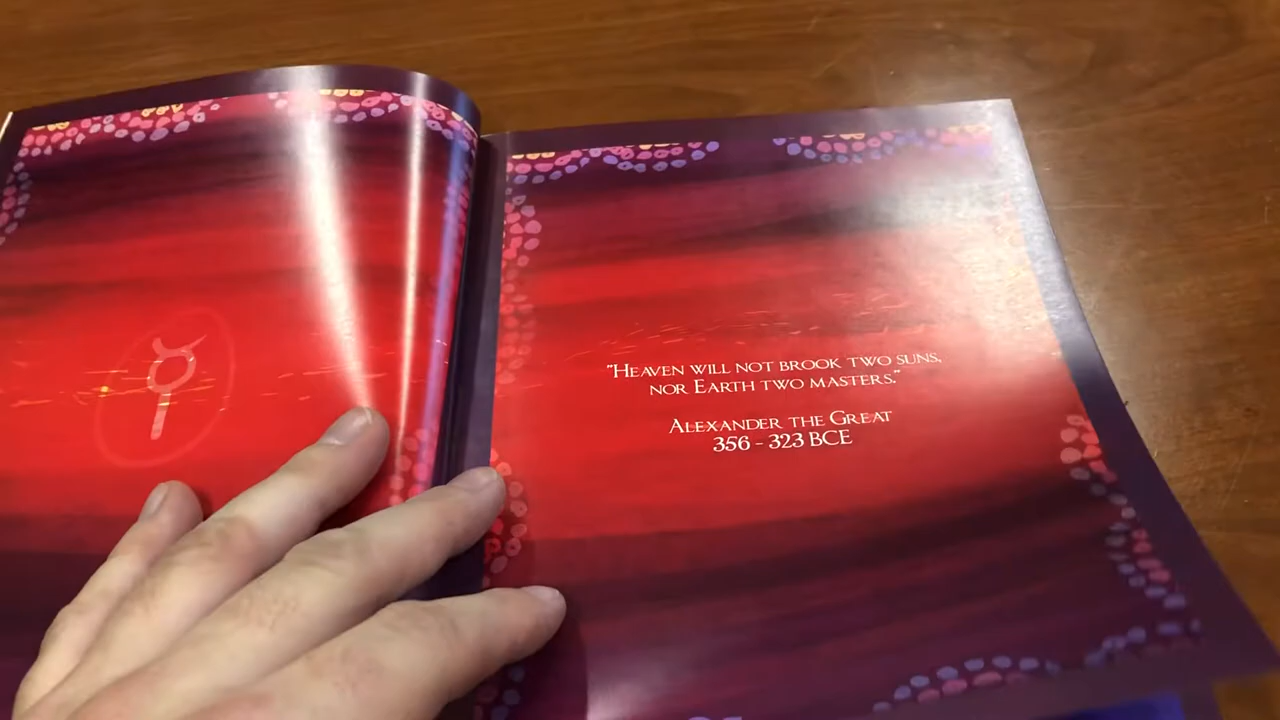 "Heaven will not brook two suns,
nor Earth two masters."
Alexander the Great
356 - 323 BCE